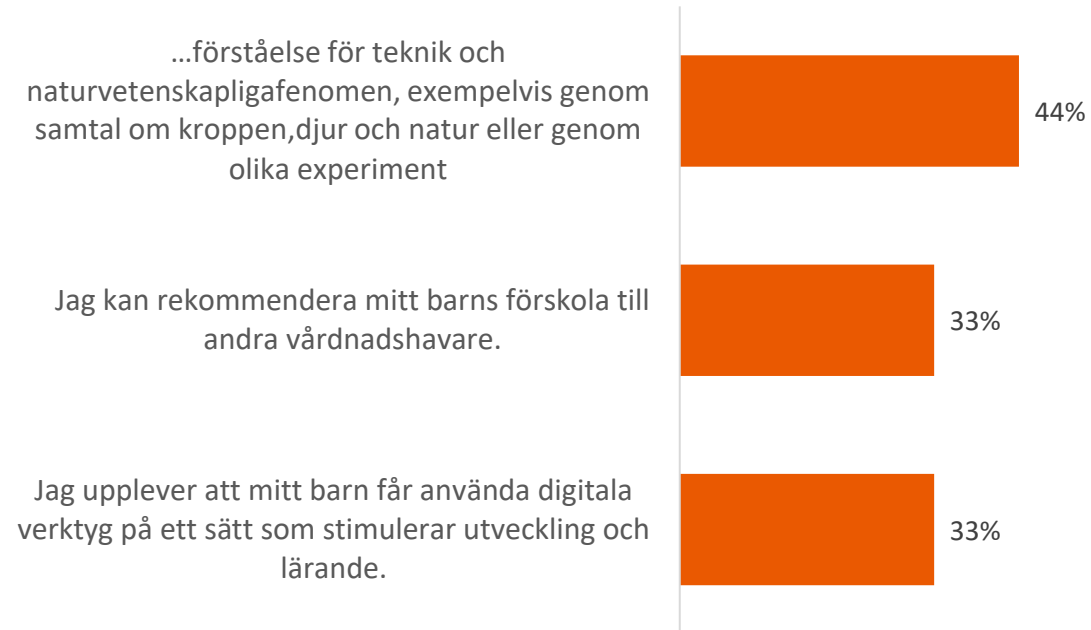 …förståelse för teknik och
naturvetenskapligafenomen, exempelvis genom
samtal om kroppen,djur och natur eller genom
olika experiment
44%
Jag kan rekommendera mitt barns förskola till
andra vårdnadshavare.
33%
Jag upplever att mitt barn får använda digitala
verktyg på ett sätt som stimulerar utveckling och
lärande.
33%